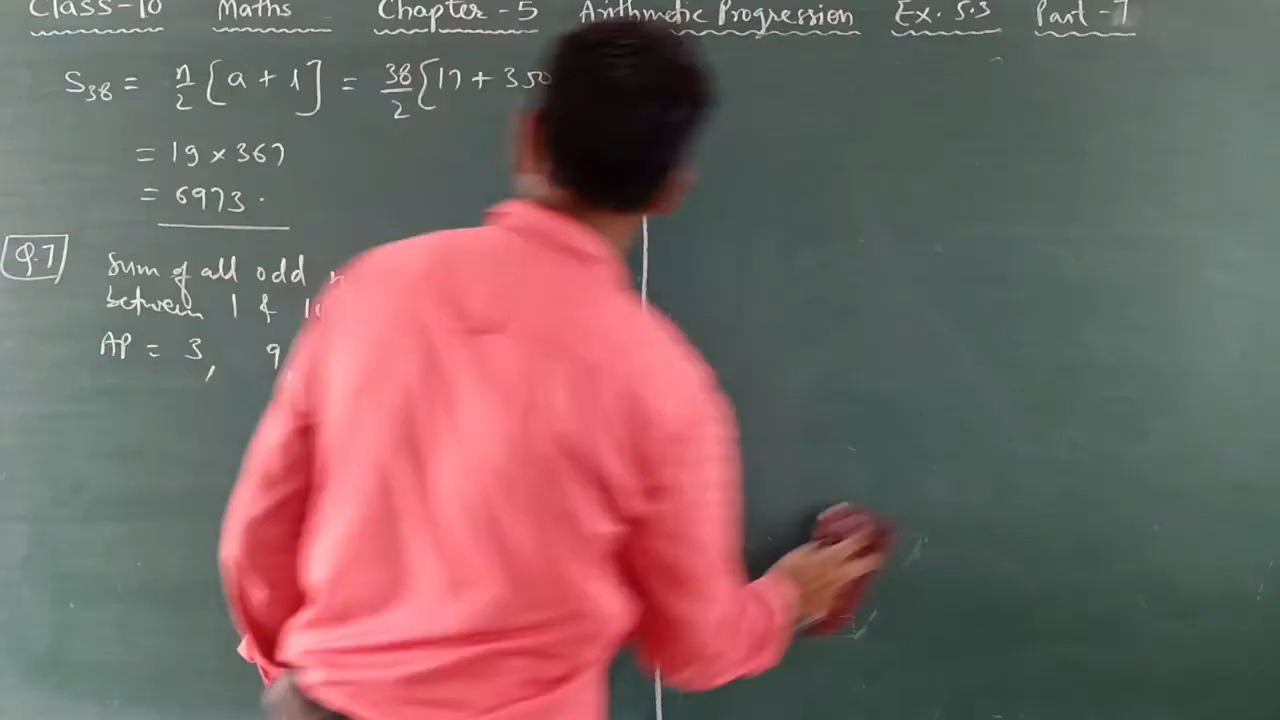 Class-10 Maths Chapter - 5 Arithmetic Progression Ex. 5.3 Part - 7
S₃₈ = n/2 [a + l] = 38/2 [17 + 350
= 19 × 367
= 6973.
Q.7 Sum of all odd
between 1 &
AP = 3, 9,